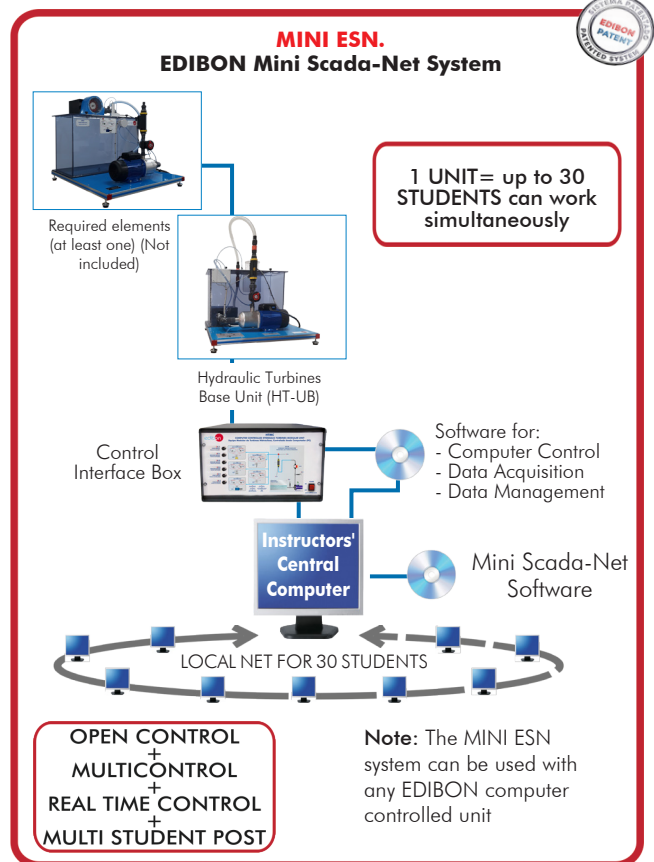 SISTEMA PATENTADO
EDIBON
PATENT
PATENTED SYSTEM
MINI ESN.
EDIBON Mini Scada-Net System
1 UNIT= up to 30
STUDENTS can work
simultaneously
Required elements
(at least one) (Not
included)
Hydraulic Turbines
Base Unit (HT-UB)
Control
Interface Box
Software for:
- Computer Control
- Data Acquisition
- Data Management
Instructors'
Central
Computer
Mini Scada-Net
Software
LOCAL NET FOR 30 STUDENTS
OPEN CONTROL
+
MULTICONTROL
+
REAL TIME CONTROL
+
MULTI STUDENT POST
Note: The MINI ESN
system can be used with
any EDIBON computer
controlled unit